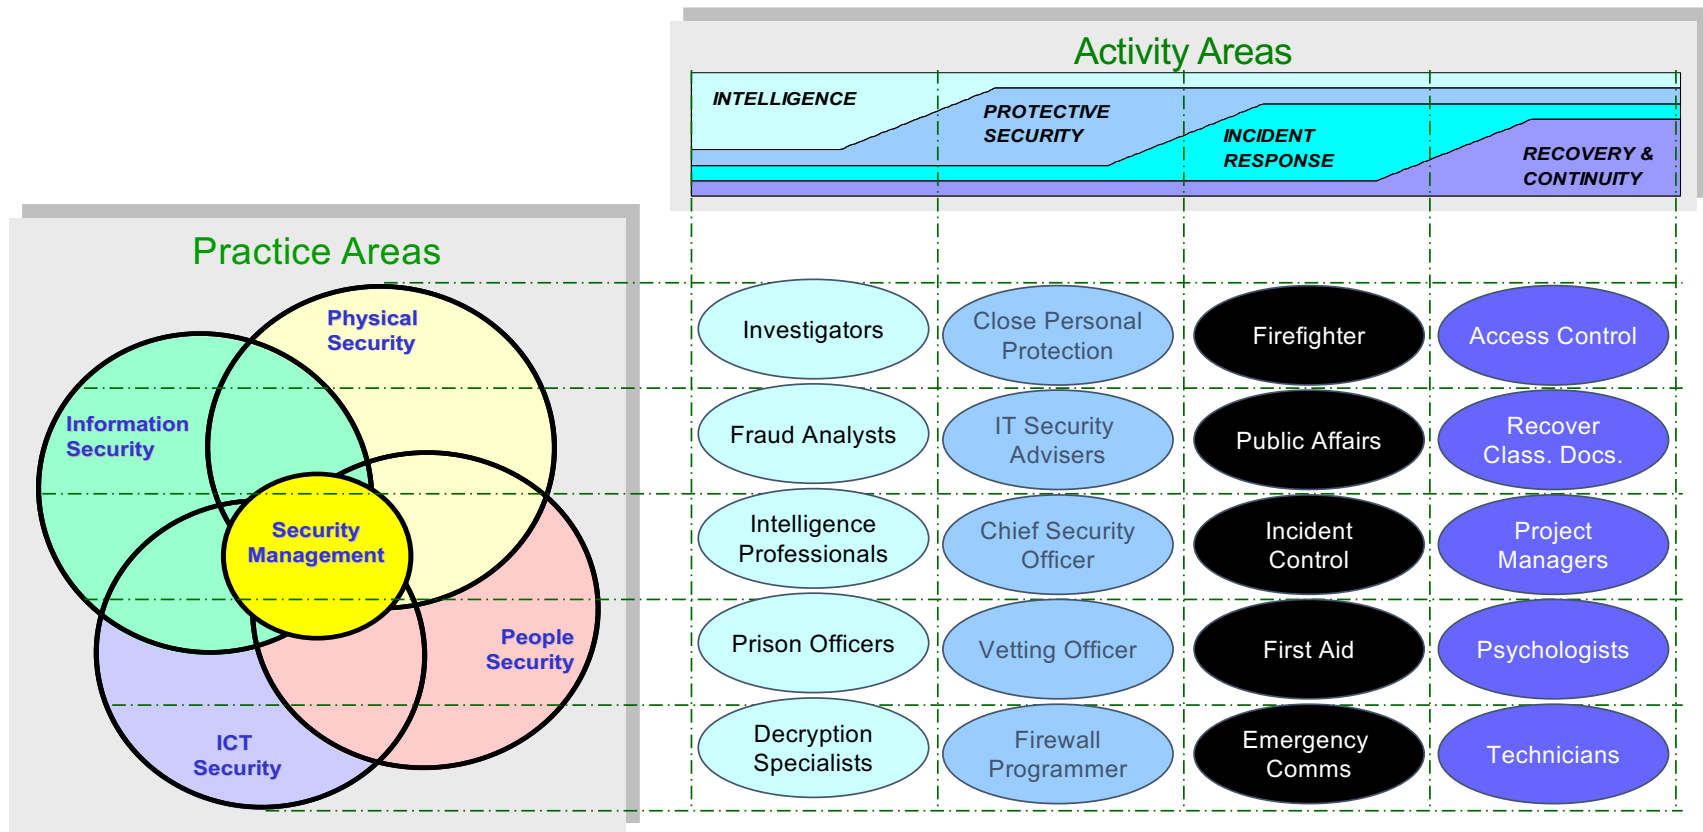 Activity Areas
INTELLIGENCE
PROTECTIVE
SECURITY
INCIDENT
RESPONSE
RECOVERY &
CONTINUITY
Practice Areas
Physical
Security
Information
Security
Security
Management
People
Security
ICT
Security
Investigators
Close Personal
Protection
Firefighter
Access Control
Fraud Analysts
IT Security
Advisers
Public Affairs
Recover
Class. Docs.
Intelligence
Professionals
Chief Security
Officer
Incident
Control
Project
Managers
Prison Officers
Vetting Officer
First Aid
Psychologists
Decryption
Specialists
Firewall
Programmer
Emergency
Comms
Technicians